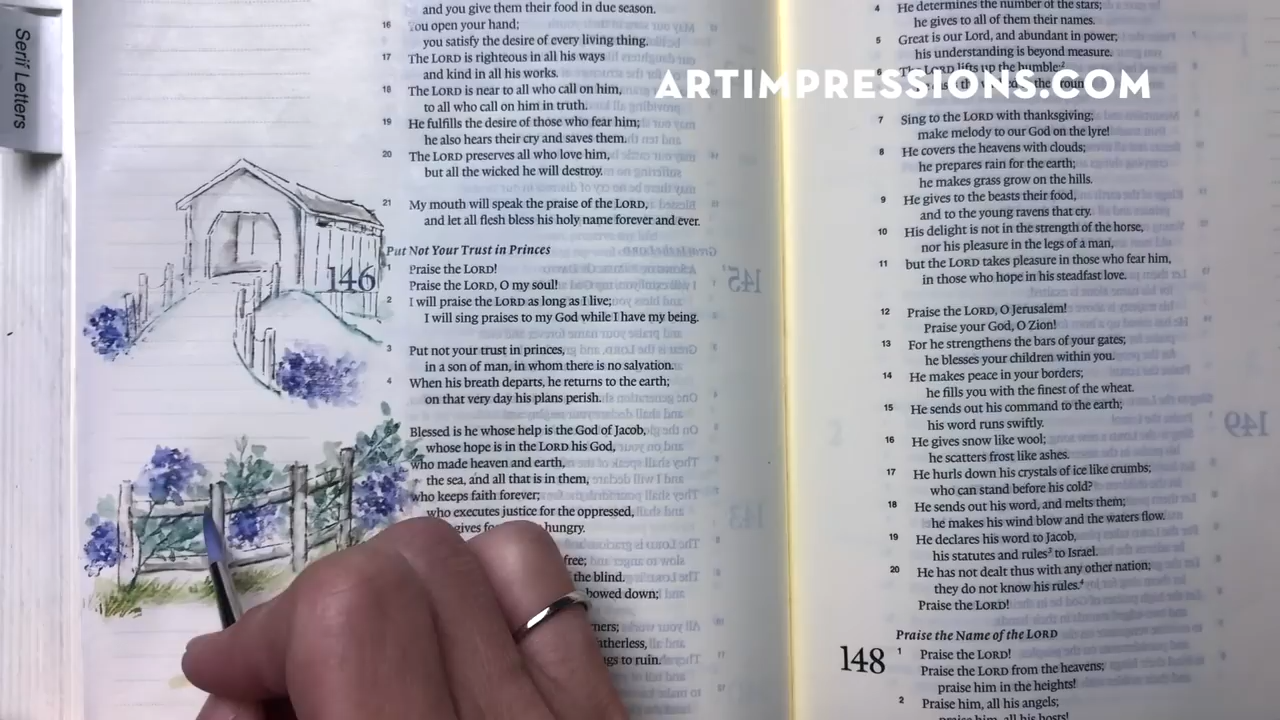 Serif Letters
and you give them their food in due season.
16 You open your hand;
you satisfy the desire of every living thing.
17 The LORD is righteous in all his ways
and kind in all his works.
18 The LORD is near to all who call on him,
to all who call on him in truth.
19 He fulfills the desire of those who fear him;
he also hears their cry and saves them.
20 The LORD preserves all who love him,
but all the wicked he will destroy.
21 My mouth will speak the praise of the LORD,
and let all flesh bless his holy name forever and ever.
Put Not Your Trust in Princes
146
1 Praise the LORD!
Praise the LORD, O my soul!
2 I will praise the LORD as long as I live;
I will sing praises to my God while I have my being.
3 Put not your trust in princes,
in a son of man, in whom there is no salvation.
4 When his breath departs, he returns to the earth;
on that very day his plans perish.
Blessed is he whose help is the God of Jacob,
whose hope is in the LORD his God,
who made heaven and earth,
the sea, and all that is in them,
who keeps faith forever;
who executes justice for the oppressed,
gives hungry.
free;
the blind.
bowed down;
to ruin.
ARTIMPRESSIONS.COM
4 He determines the number of the stars;
he gives to all of them their names.
5 Great is our Lord, and abundant in power;
his understanding is beyond measure.
6 The LORD lifts up the humble;
7 Sing to the LORD with thanksgiving;
make melody to our God on the lyre!
8 He covers the heavens with clouds;
he prepares rain for the earth;
he makes grass grow on the hills.
9 He gives to the beasts their food,
and to the young ravens that cry.
10 His delight is not in the strength of the horse,
nor his pleasure in the legs of a man,
11 but the LORD takes pleasure in those who fear him,
in those who hope in his steadfast love.
12 Praise the LORD, O Jerusalem!
Praise your God, O Zion!
13 For he strengthens the bars of your gates;
he blesses your children within you.
14 He makes peace in your borders;
he fills you with the finest of the wheat.
15 He sends out his command to the earth;
his word runs swiftly.
16 He gives snow like wool;
he scatters frost like ashes.
17 He hurls down his crystals of ice like crumbs;
who can stand before his cold?
18 He sends out his word, and melts them;
he makes his wind blow and the waters flow.
19 He declares his word to Jacob,
his statutes and rules³ to Israel.
20 He has not dealt thus with any other nation;
they do not know his rules.⁴
Praise the LORD!
Praise the Name of the LORD
148
1 Praise the LORD!
Praise the LORD from the heavens;
praise him in the heights!
2 Praise him, all his angels;
praise him, all his hosts!